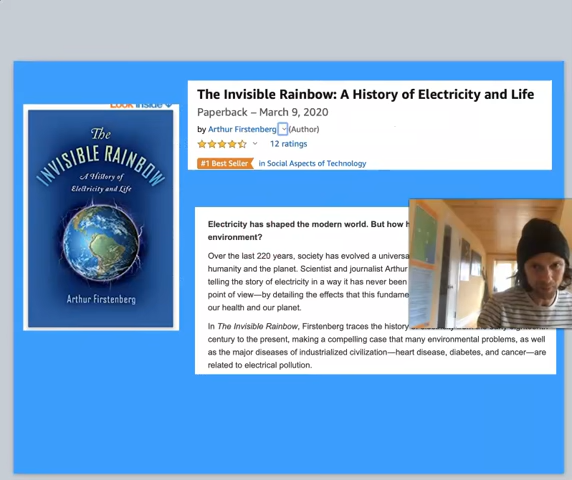 Look Inside
The
INVISIBLE RAINBOW
A History of
Electricity and Life
Arthur Firstenberg
The Invisible Rainbow: A History of Electricity and Life
Paperback – March 9, 2020
by Arthur Firstenberg (Author)
12 ratings
#1 Best Seller in Social Aspects of Technology
Electricity has shaped the modern world. But how
environment?
Over the last 220 years, society has evolved a
humanity and the planet. Scientist and journalist Arthur
telling the story of electricity in a way it has never been
point of view—by detailing the effects that this
our health and our planet.
In The Invisible Rainbow, Firstenberg traces the history
century to the present, making a compelling case that many environmental problems, as well
as the major diseases of industrialized civilization—heart disease, diabetes, and cancer—are
related to electrical pollution.